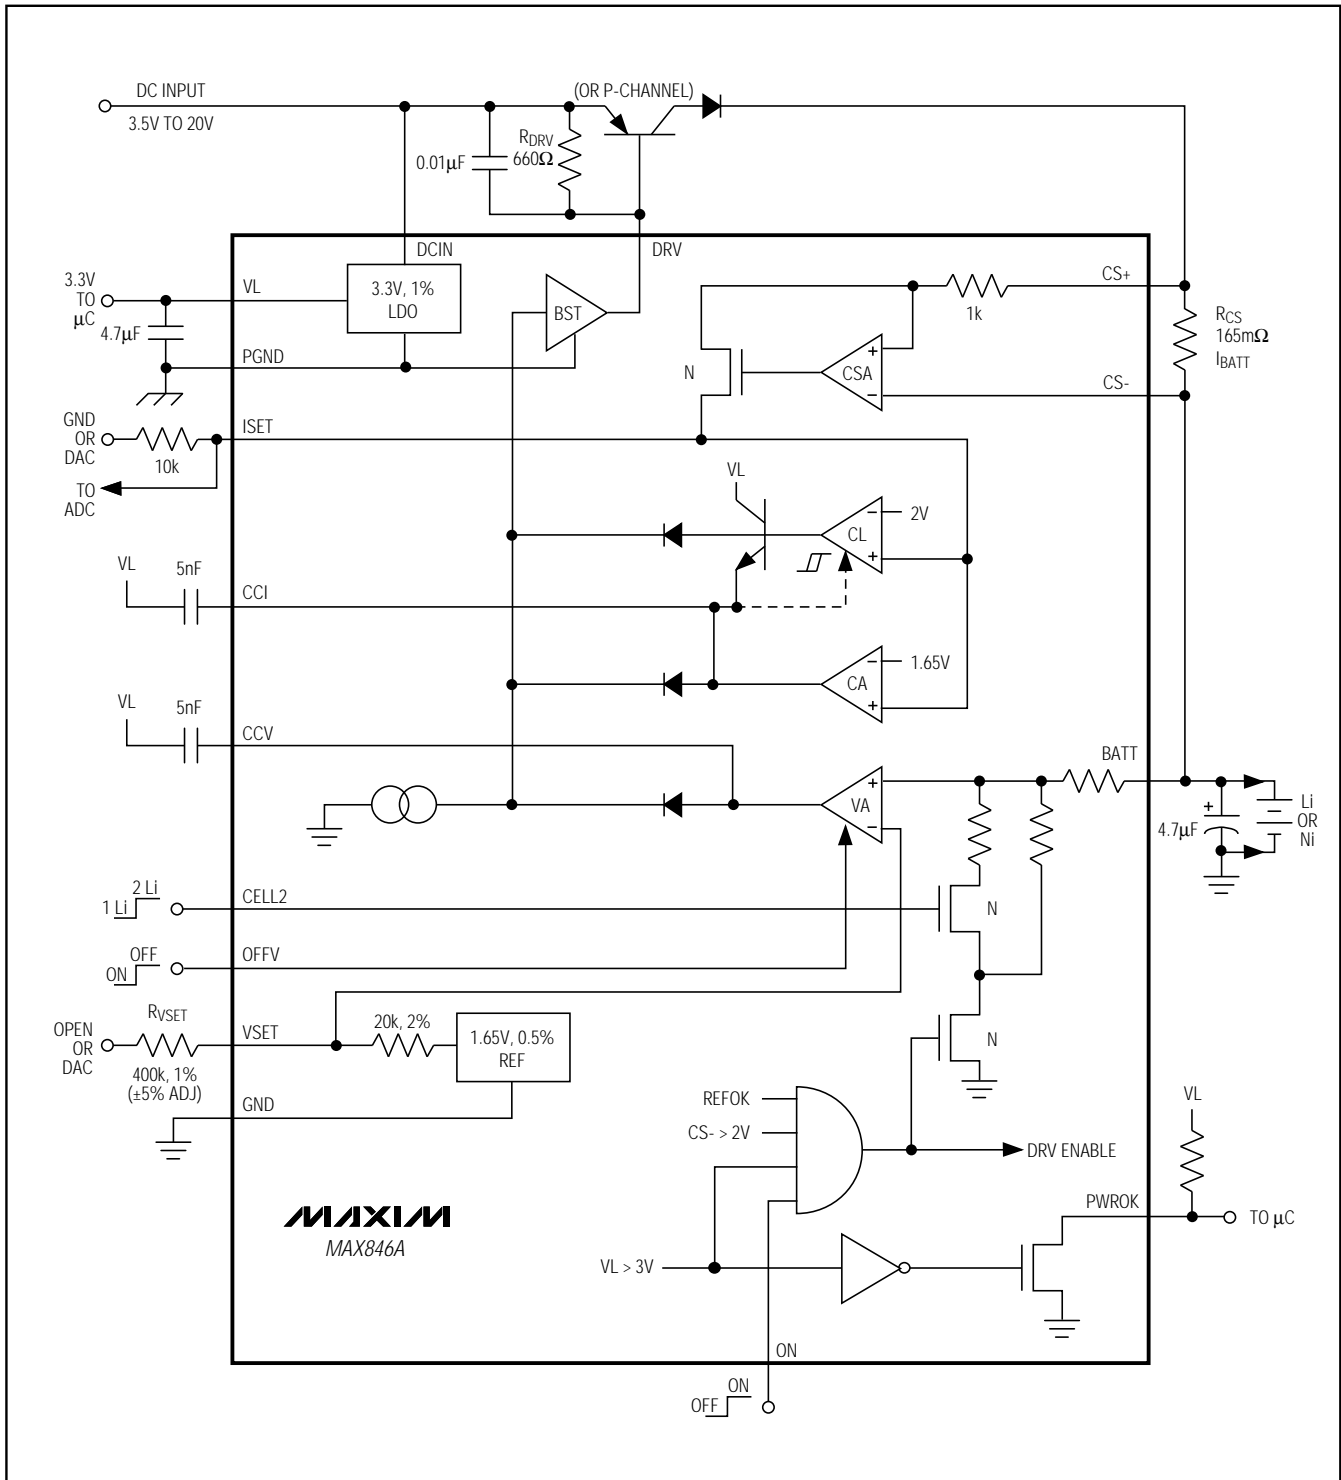 DC INPUT
3.5V TO 20V
(OR P-CHANNEL)
RDRV
660Ω
0.01µF
DCIN
DRV
3.3V
TO
µC
VL
4.7µF
3.3V, 1%
LDO
BST
CS+
1k
RCS
165mΩ
IBATT
PGND
N
CSA
+
−
CS-
GND
OR
DAC
10k
ISET
TO
ADC
VL
− 2V
CL
+
VL
5nF
CCI
− 1.65V
CA
+
VL
5nF
CCV
BATT
+
VA
−
+
4.7µF
Li
OR
Ni
2 Li
1 Li
CELL2
N
OFF
ON
OFFV
RVSET
OPEN
OR
DAC
400k, 1%
(±5% ADJ)
VSET
20k, 2%
1.65V, 0.5%
REF
N
GND
REFOK
CS- > 2V
DRV ENABLE
VL
PWROK
TO µC
MAXIM
MAX846A
VL > 3V
ON
ON
OFF